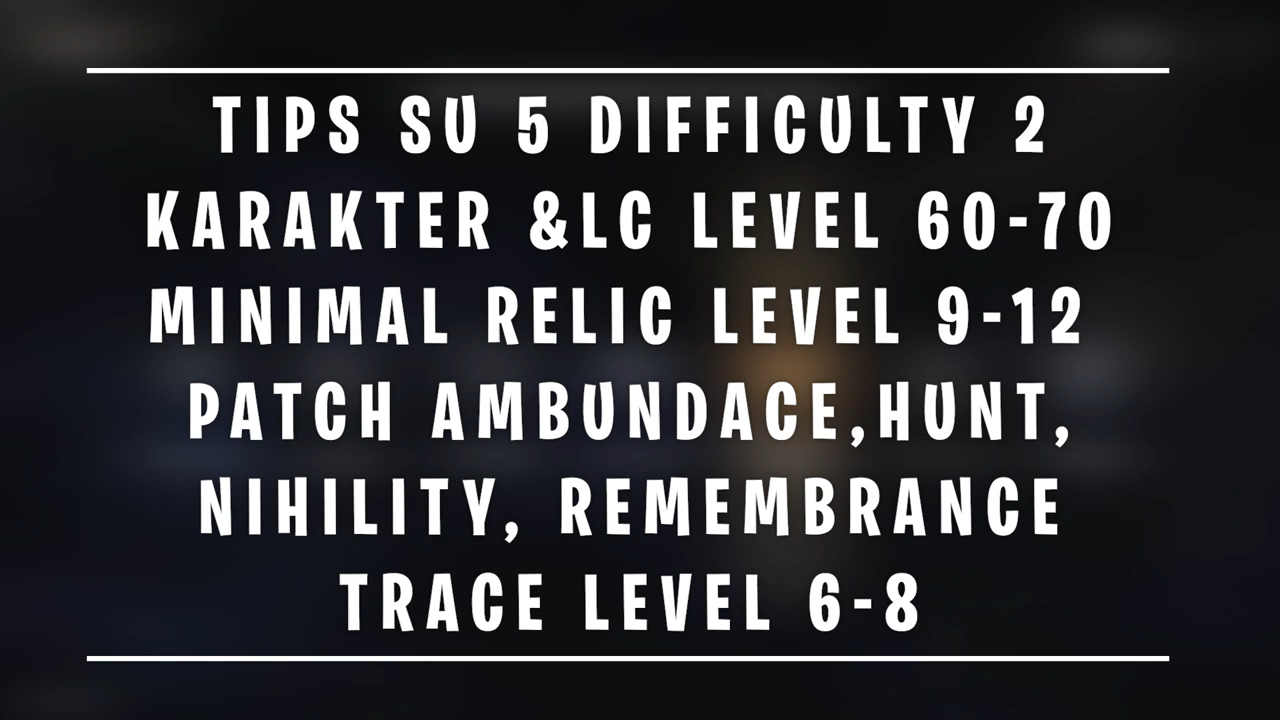 TIPS SU 5 DIFFICULTY 2
KARAKTER &LC LEVEL 60-70
MINIMAL RELIC LEVEL 9-12
PATCH AMBUNDACE,HUNT,
NIHILITY, REMEMBRANCE
TRACE LEVEL 6-8